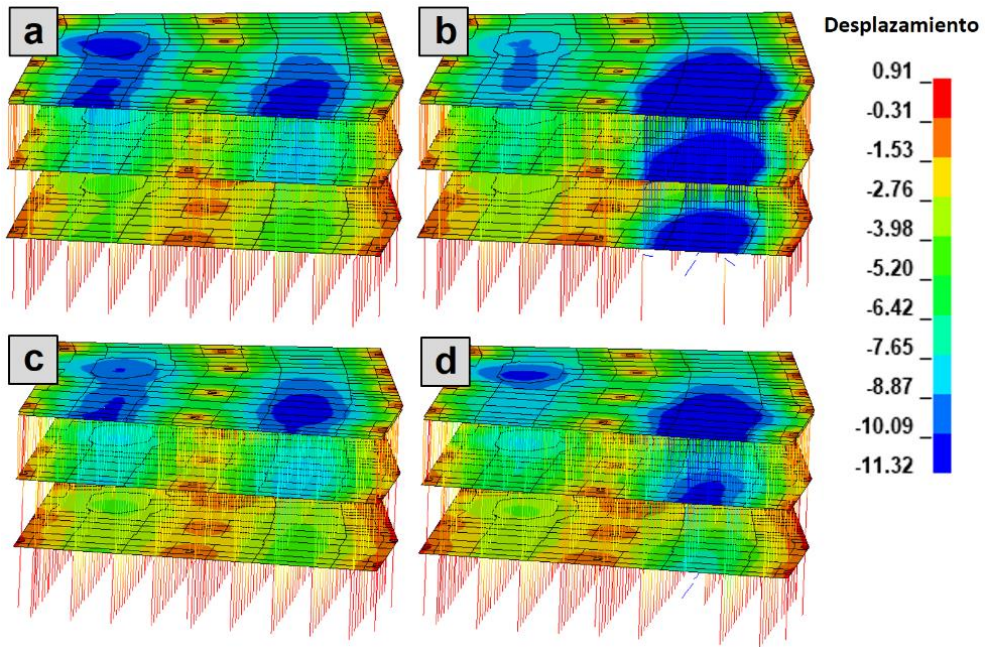 a
b
Desplazamiento
0.91
-0.31
-1.53
-2.76
-3.98
-5.20
-6.42
-7.65
-8.87
-10.09
-11.32
c
d